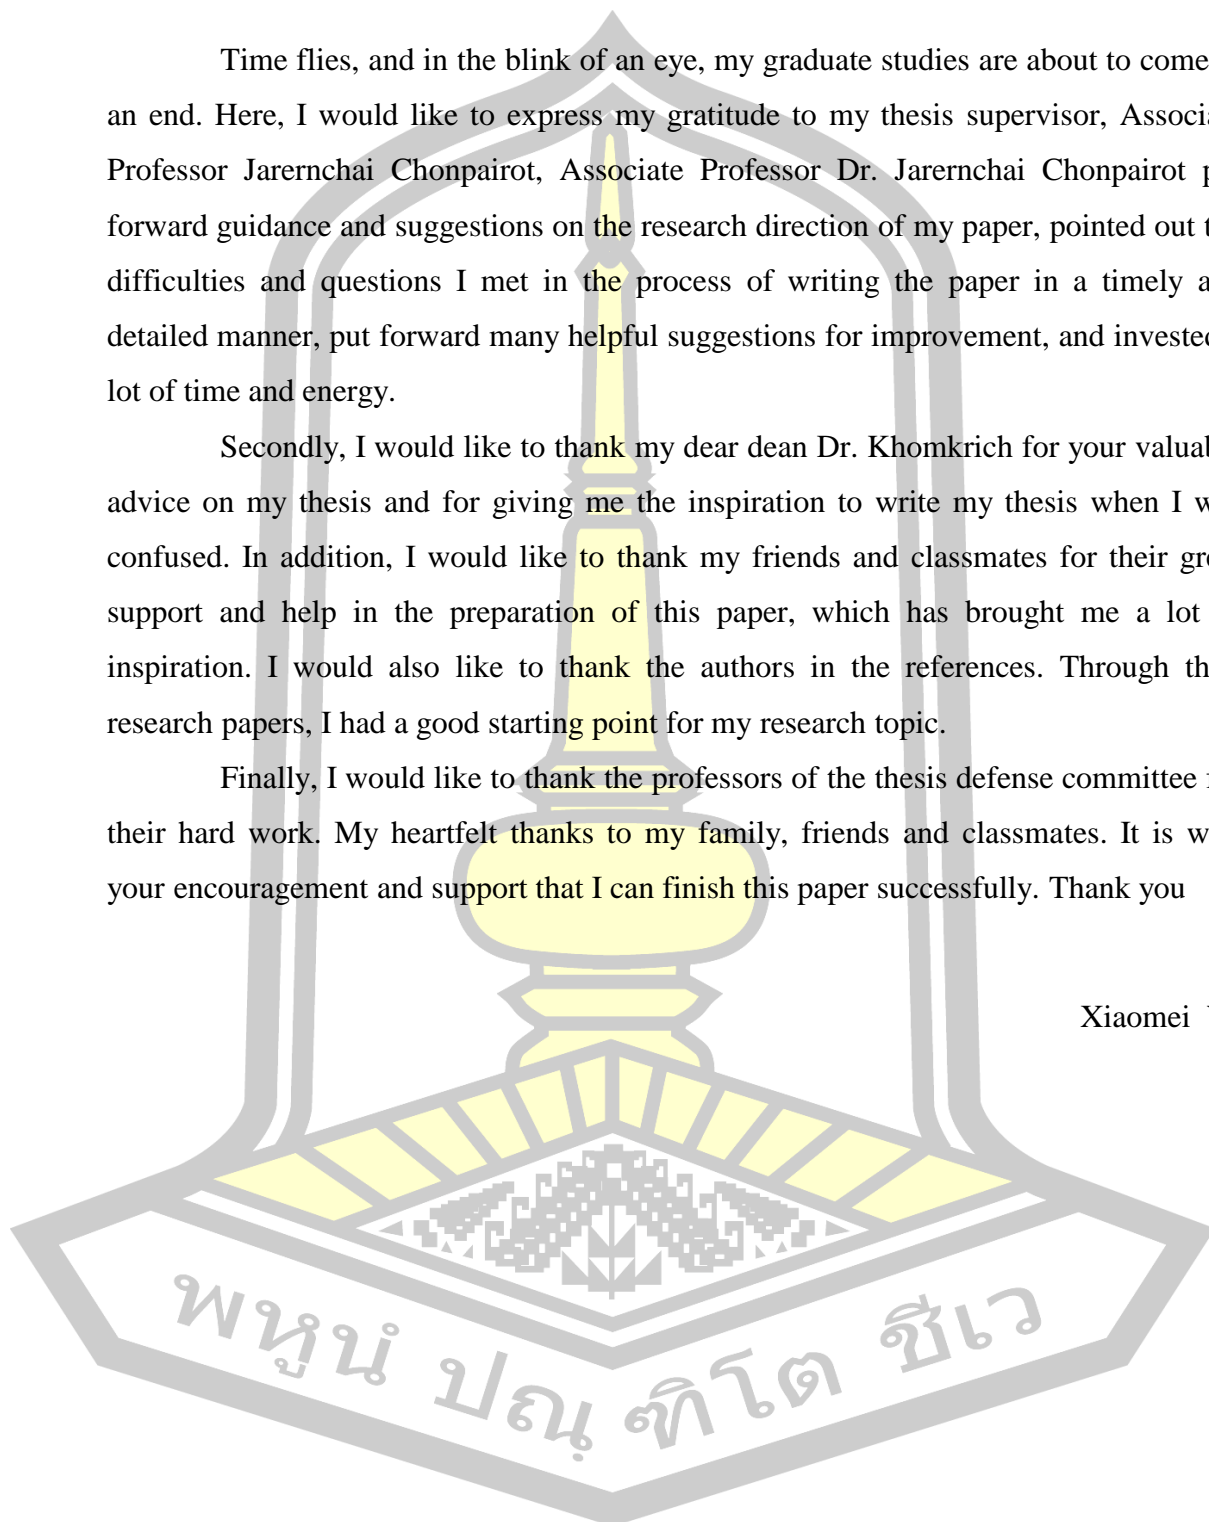 Time flies, and in the blink of an eye, my graduate studies are about to come
an end. Here, I would like to express my gratitude to my thesis supervisor,
Professor Jarernchai Chonpairot, Associate Professor Dr. Jarernchai Chonpairot
forward guidance and suggestions on the research direction of my paper, pointed out
difficulties and questions I met in the process of writing the paper in a timely
detailed manner, put forward many helpful suggestions for improvement, and invested
lot of time and energy.
Secondly, I would like to thank my dear dean Dr. Khomkrich for your
advice on my thesis and for giving me the inspiration to write my thesis when I
confused. In addition, I would like to thank my friends and classmates for their
support and help in the preparation of this paper, which has brought me a lot
inspiration. I would also like to thank the authors in the references. Through
research papers, I had a good starting point for my research topic.
Finally, I would like to thank the professors of the thesis defense committee
their hard work. My heartfelt thanks to my family, friends and classmates. It is
your encouragement and support that I can finish this paper successfully. Thank you
Xiaomei
พหูนํ ปณฺฑิโต ชีเว